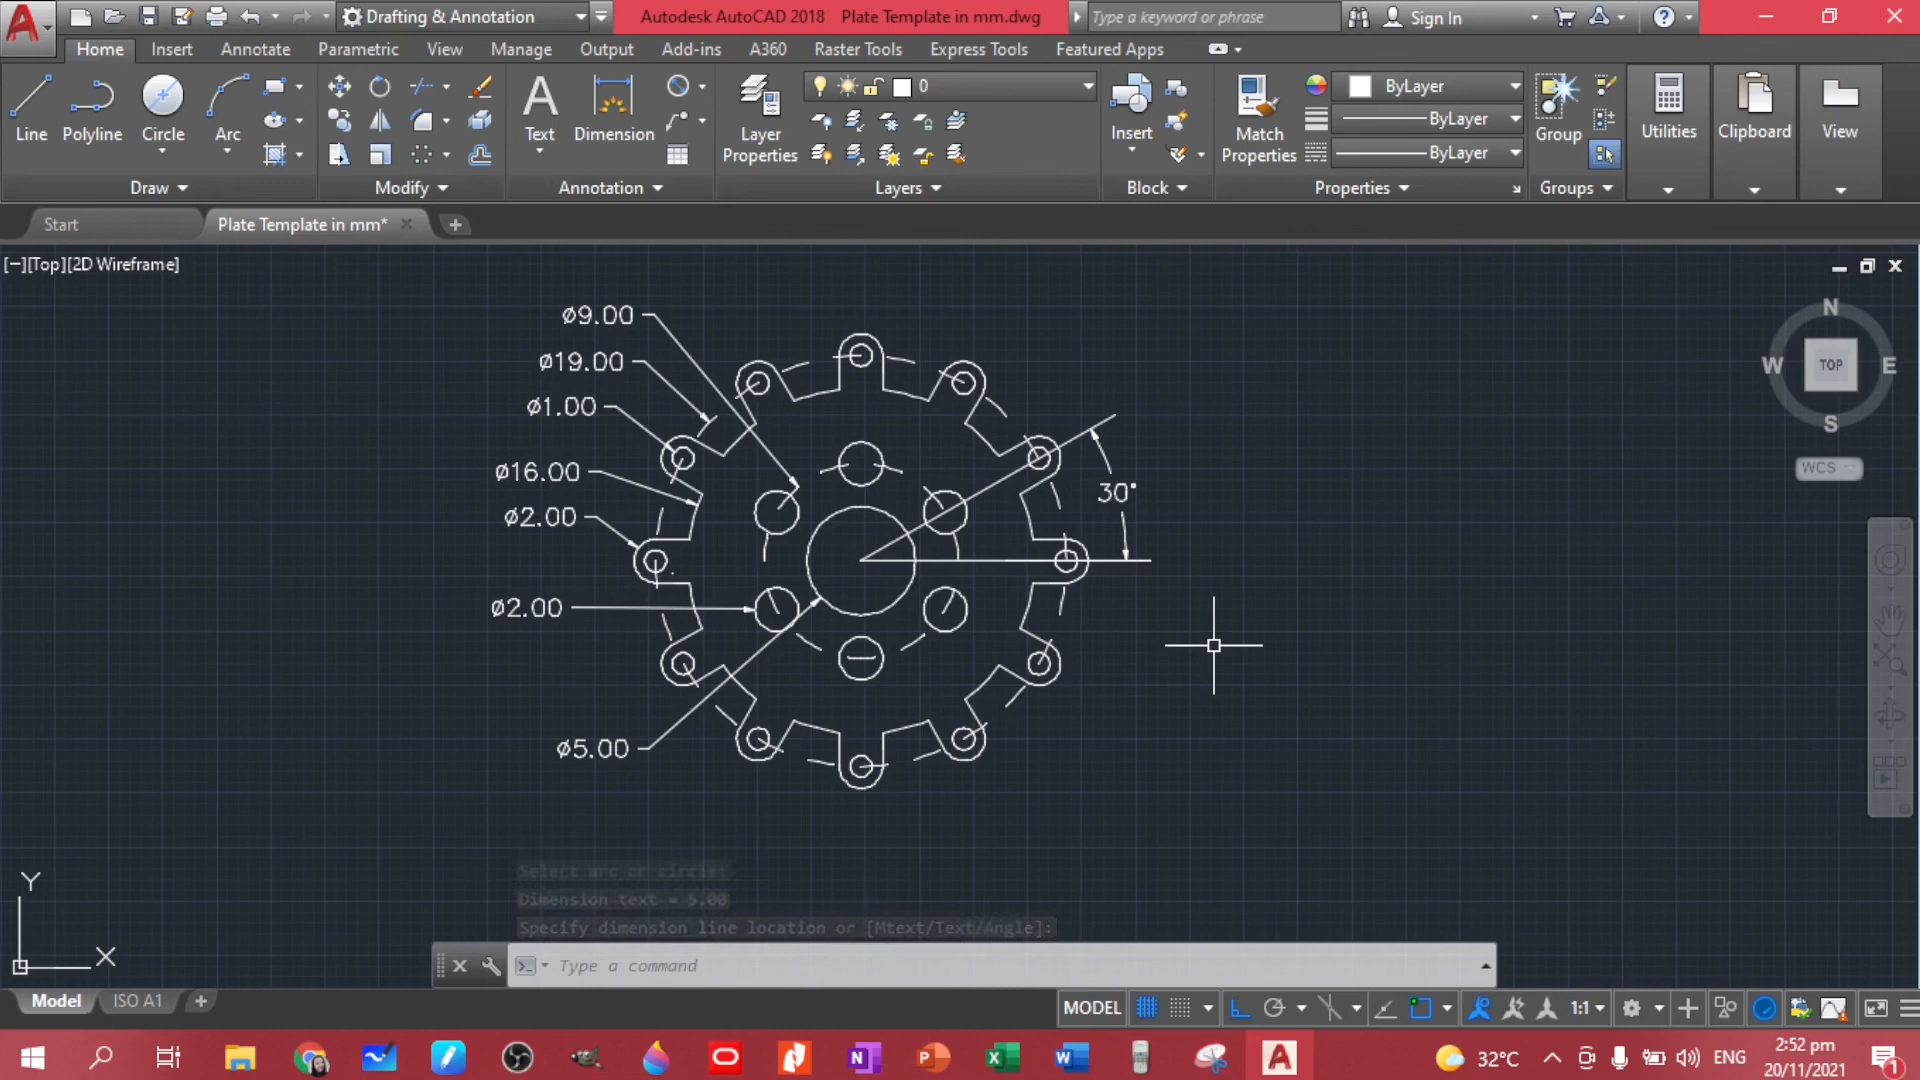 Drafting & Annotation
Autodesk AutoCAD 2018 Plate Template in mm.dwg
Type a keyword or phrase
Sign In
Home Insert Annotate Parametric View Manage Output Add-ins A360 Raster Tools Express Tools Featured Apps
0
ByLayer
ByLayer
ByLayer
Line Polyline Circle Arc
Text Dimension
Layer Properties
Insert
Match Properties
Group
Utilities
Clipboard
View
Draw Modify Annotation Layers Block Properties Groups
Start
Plate Template in mm*
[−][Top][2D Wireframe]
N
W TOP E
S
WCS
ø9.00
ø19.00
ø1.00
ø16.00
30°
ø2.00
ø2.00
ø5.00
Select arc or circle:
Dimension text = 5.00
Specify dimension line location or [Mtext/Text/Angle]:
Y
X
Type a command
Model ISO A1
MODEL
1:1
32°C
ENG
2:52 pm
20/11/2021
1